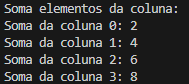 Soma elementos da coluna:
Soma da coluna 0: 2
Soma da coluna 1: 4
Soma da coluna 2: 6
Soma da coluna 3: 8